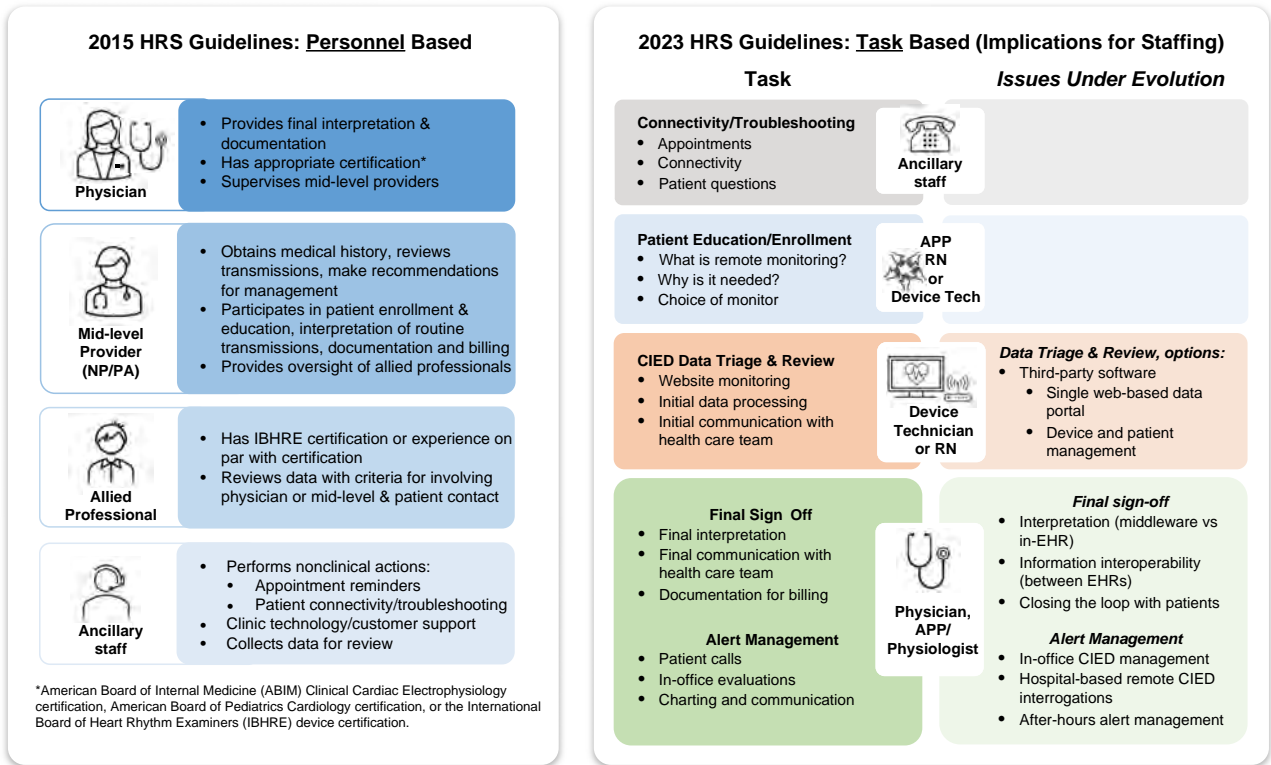 2015 HRS Guidelines: Personnel Based
Physician
• Provides final interpretation &
documentation
• Has appropriate certification*
• Supervises mid-level providers
Mid-level
Provider
(NP/PA)
• Obtains medical history, reviews
transmissions, make recommendations
for management
• Participates in patient enrollment &
education, interpretation of routine
transmissions, documentation and billing
• Provides oversight of allied professionals
Allied
Professional
• Has IBHRE certification or experience on
par with certification
• Reviews data with criteria for involving
physician or mid-level & patient contact
Ancillary
staff
• Performs nonclinical actions:
• Appointment reminders
• Patient connectivity/troubleshooting
• Clinic technology/customer support
• Collects data for review
*American Board of Internal Medicine (ABIM) Clinical Cardiac Electrophysiology
certification, American Board of Pediatrics Cardiology certification, or the International
Board of Heart Rhythm Examiners (IBHRE) device certification.
2023 HRS Guidelines: Task Based (Implications for Staffing)
Task
Issues Under Evolution
Connectivity/Troubleshooting
• Appointments
• Connectivity
• Patient questions
Ancillary
staff
Patient Education/Enrollment
• What is remote monitoring?
• Why is it needed?
• Choice of monitor
APP
RN
or
Device Tech
CIED Data Triage & Review
• Website monitoring
• Initial data processing
• Initial communication with
health care team
Device
Technician
or RN
Data Triage & Review, options:
• Third-party software
• Single web-based data
portal
• Device and patient
management
Final Sign Off
• Final interpretation
• Final communication with
health care team
• Documentation for billing
Alert Management
• Patient calls
• In-office evaluations
• Charting and communication
Physician,
APP/
Physiologist
Final sign-off
• Interpretation (middleware vs
in-EHR)
• Information interoperability
(between EHRs)
• Closing the loop with patients
Alert Management
• In-office CIED management
• Hospital-based remote CIED
interrogations
• After-hours alert management